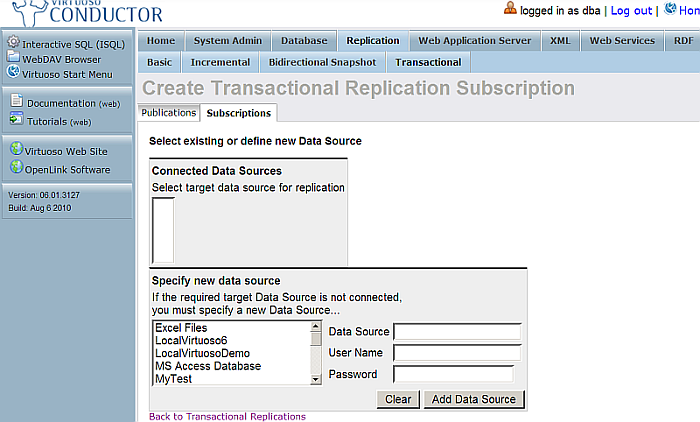 VIRTUOSO
CONDUCTOR
logged in as dba | Log out |
Interactive SQL (ISQL)
WebDAV Browser
Virtuoso Start Menu
Documentation (web)
Tutorials (web)
Virtuoso Web Site
OpenLink Software
Version: 06.01.3127
Build: Aug 6 2010
Home System Admin Database Replication Web Application Server XML Web Services RDF
Basic Incremental Bidirectional Snapshot Transactional
Create Transactional Replication Subscription
Publications Subscriptions
Select existing or define new Data Source
Connected Data Sources
Select target data source for replication
Specify new data source
If the required target Data Source is not connected,
you must specify a new Data Source...
Excel Files
LocalVirtuoso6
LocalVirtuosoDemo
MS Access Database
MyTest
Data Source
User Name
Password
Clear Add Data Source
Back to Transactional Replications